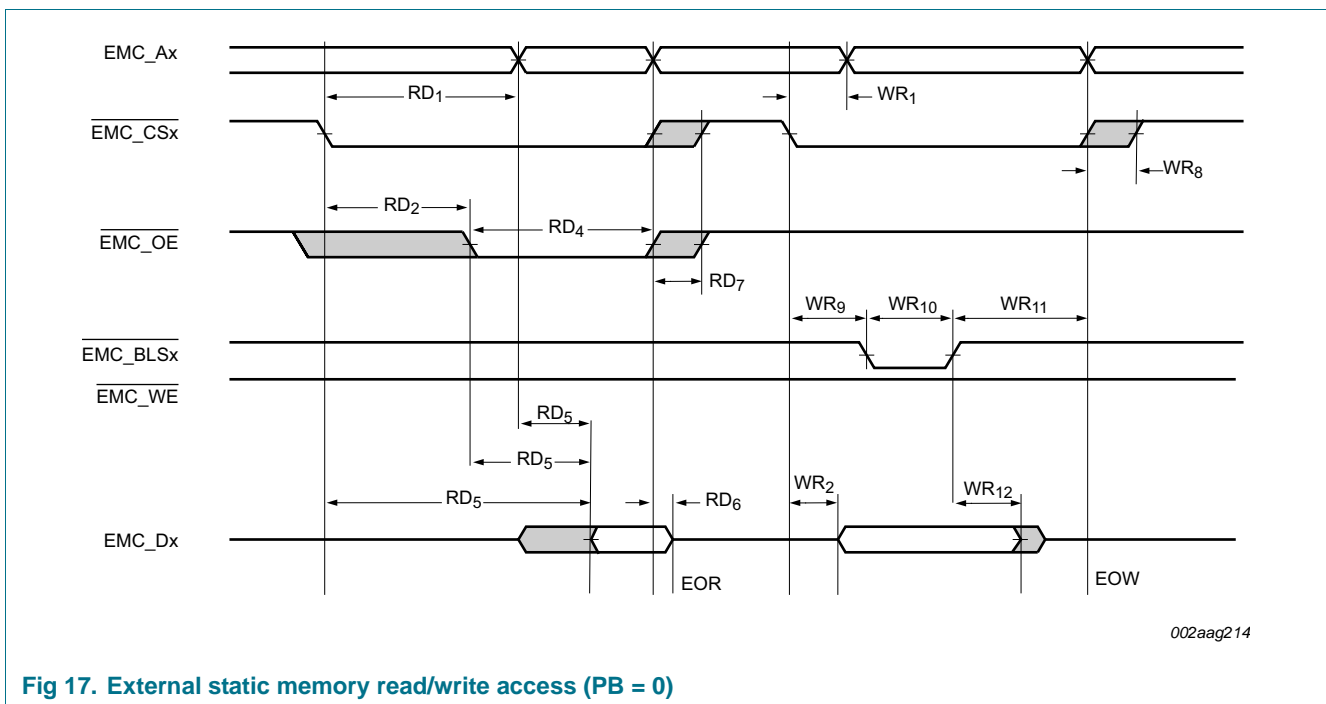 EMC_Ax
RD1
WR1
EMC_CSx
WR8
RD2
RD4
EMC_OE
RD7
WR9
WR10
WR11
EMC_BLSx
EMC_WE
RD5
RD5
RD5
WR2
WR12
RD6
EMC_Dx
EOR
EOW
002aag214
Fig 17. External static memory read/write access (PB = 0)